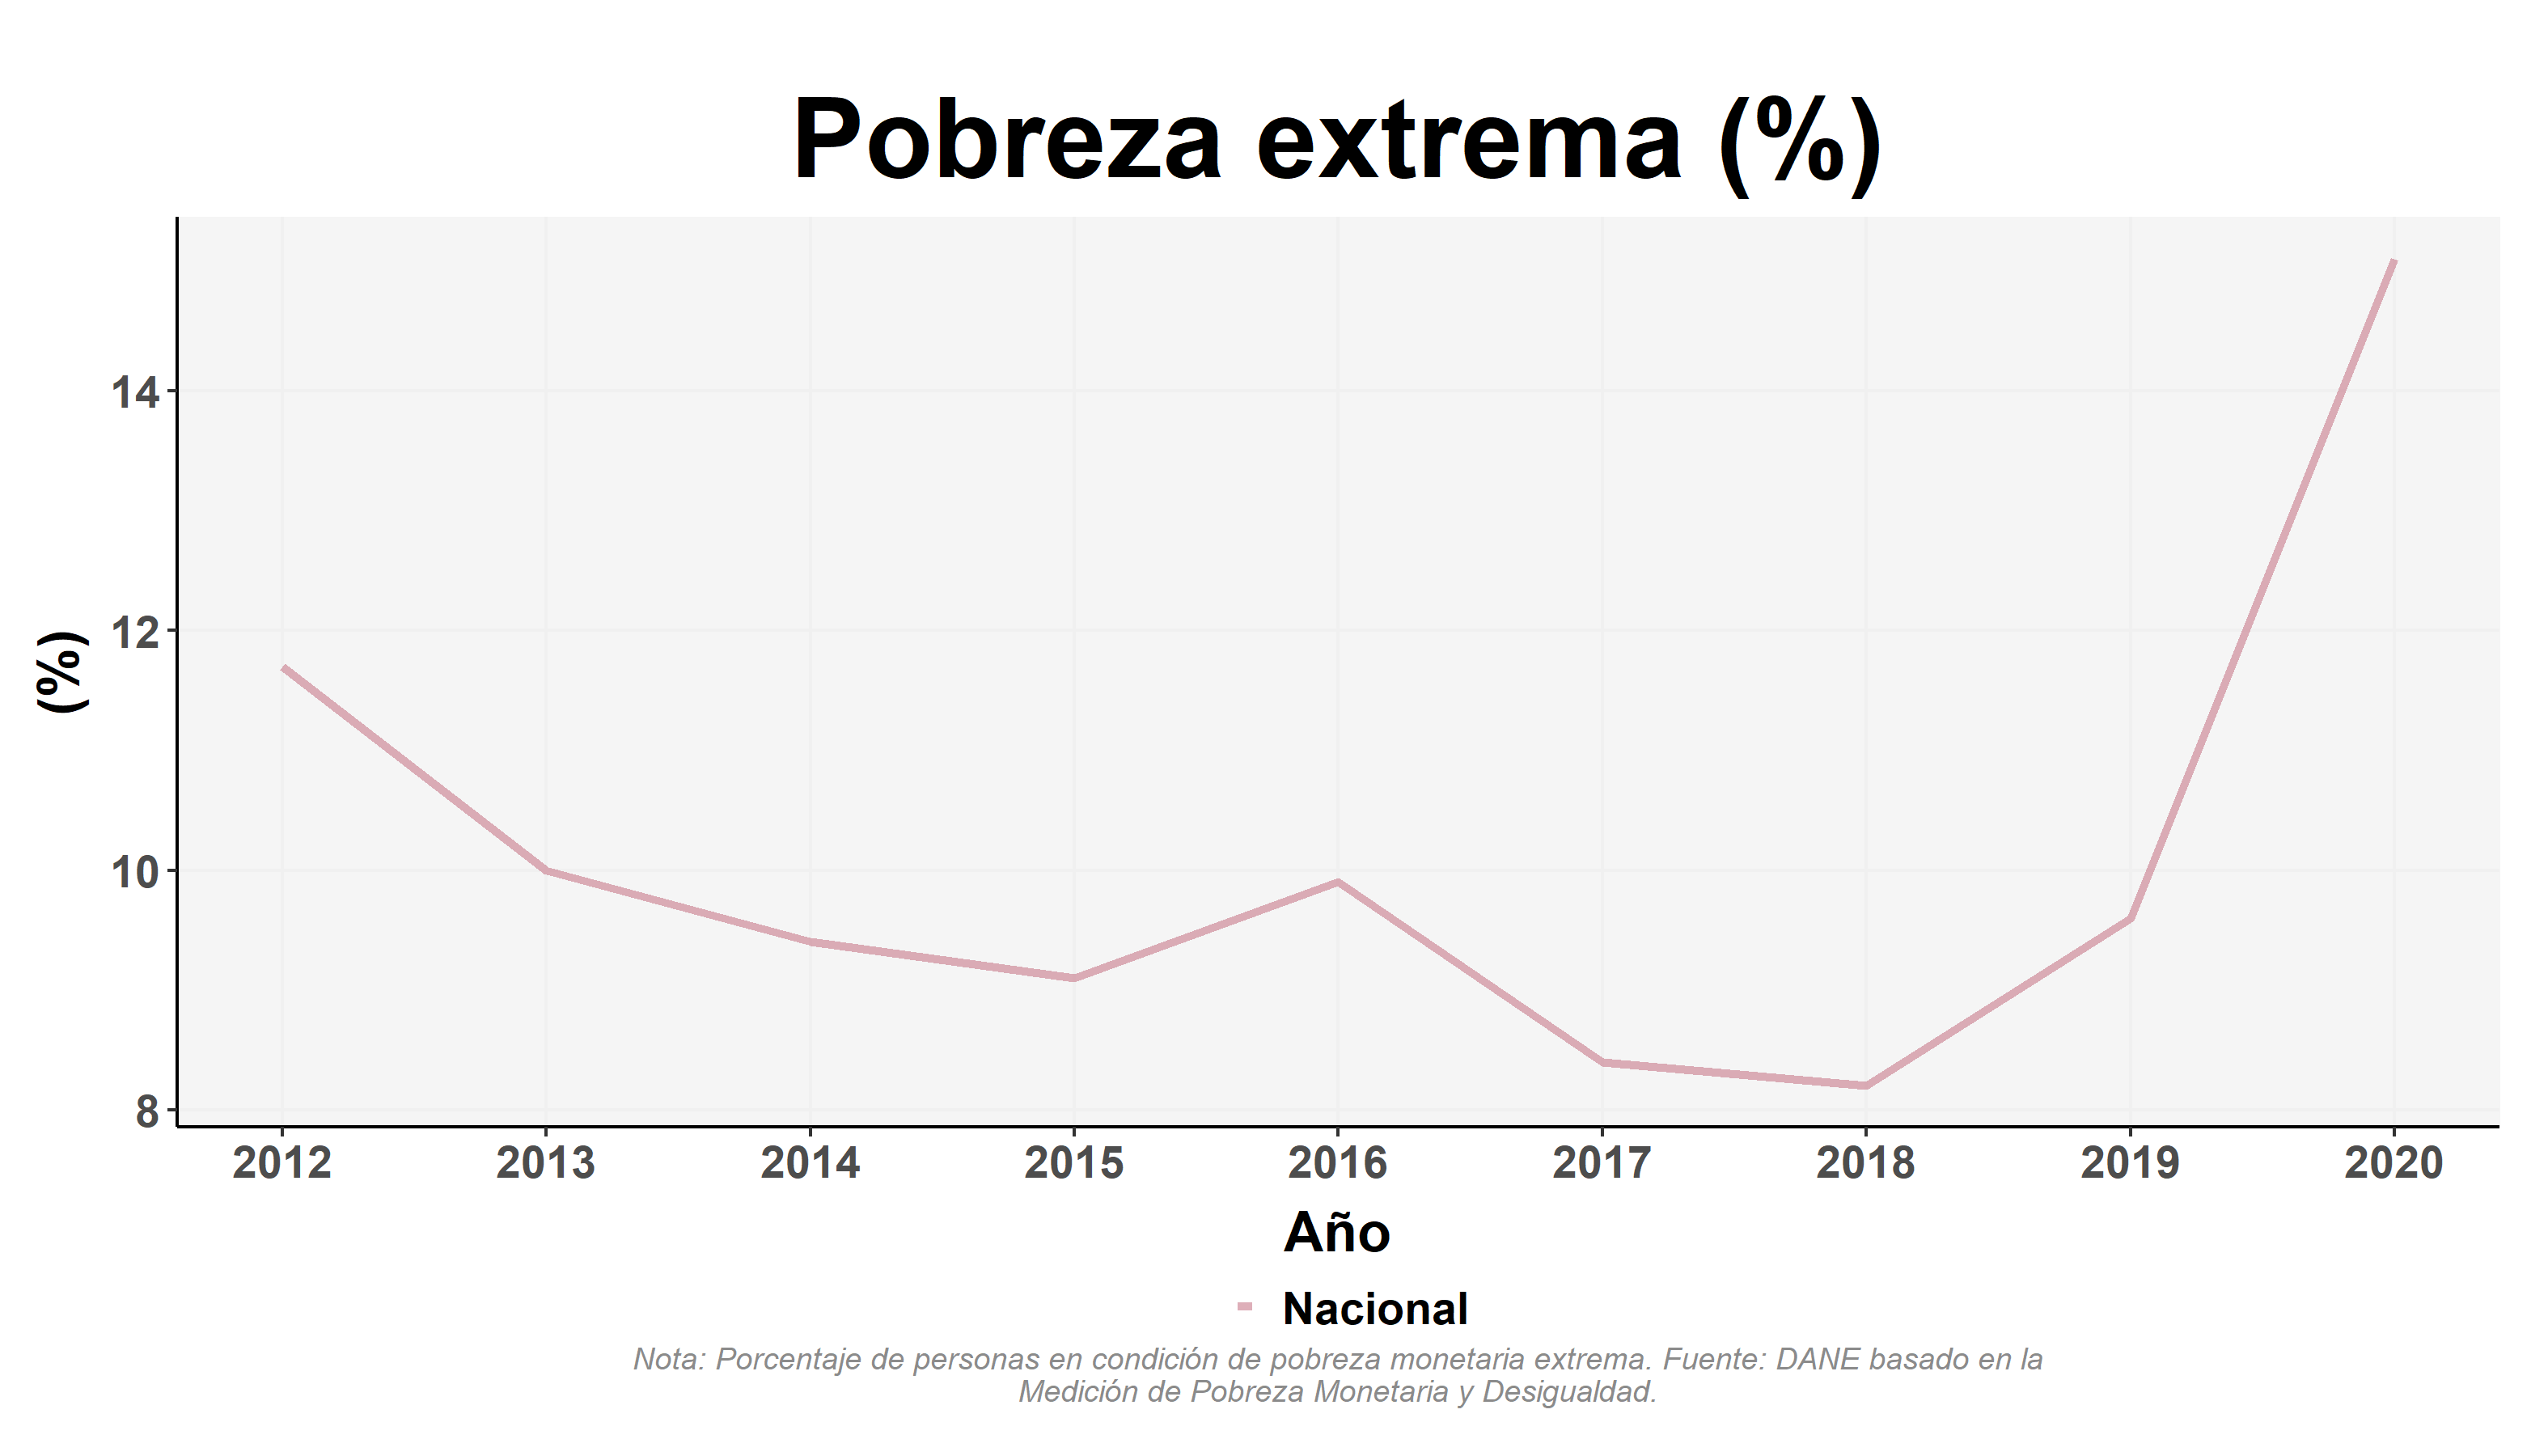 Pobreza extrema (%)
(%)
14
12
10
8
2012 2013 2014 2015 2016 2017 2018 2019 2020
Año
Nacional
Nota: Porcentaje de personas en condición de pobreza monetaria extrema. Fuente: DANE basado en la
Medición de Pobreza Monetaria y Desigualdad.